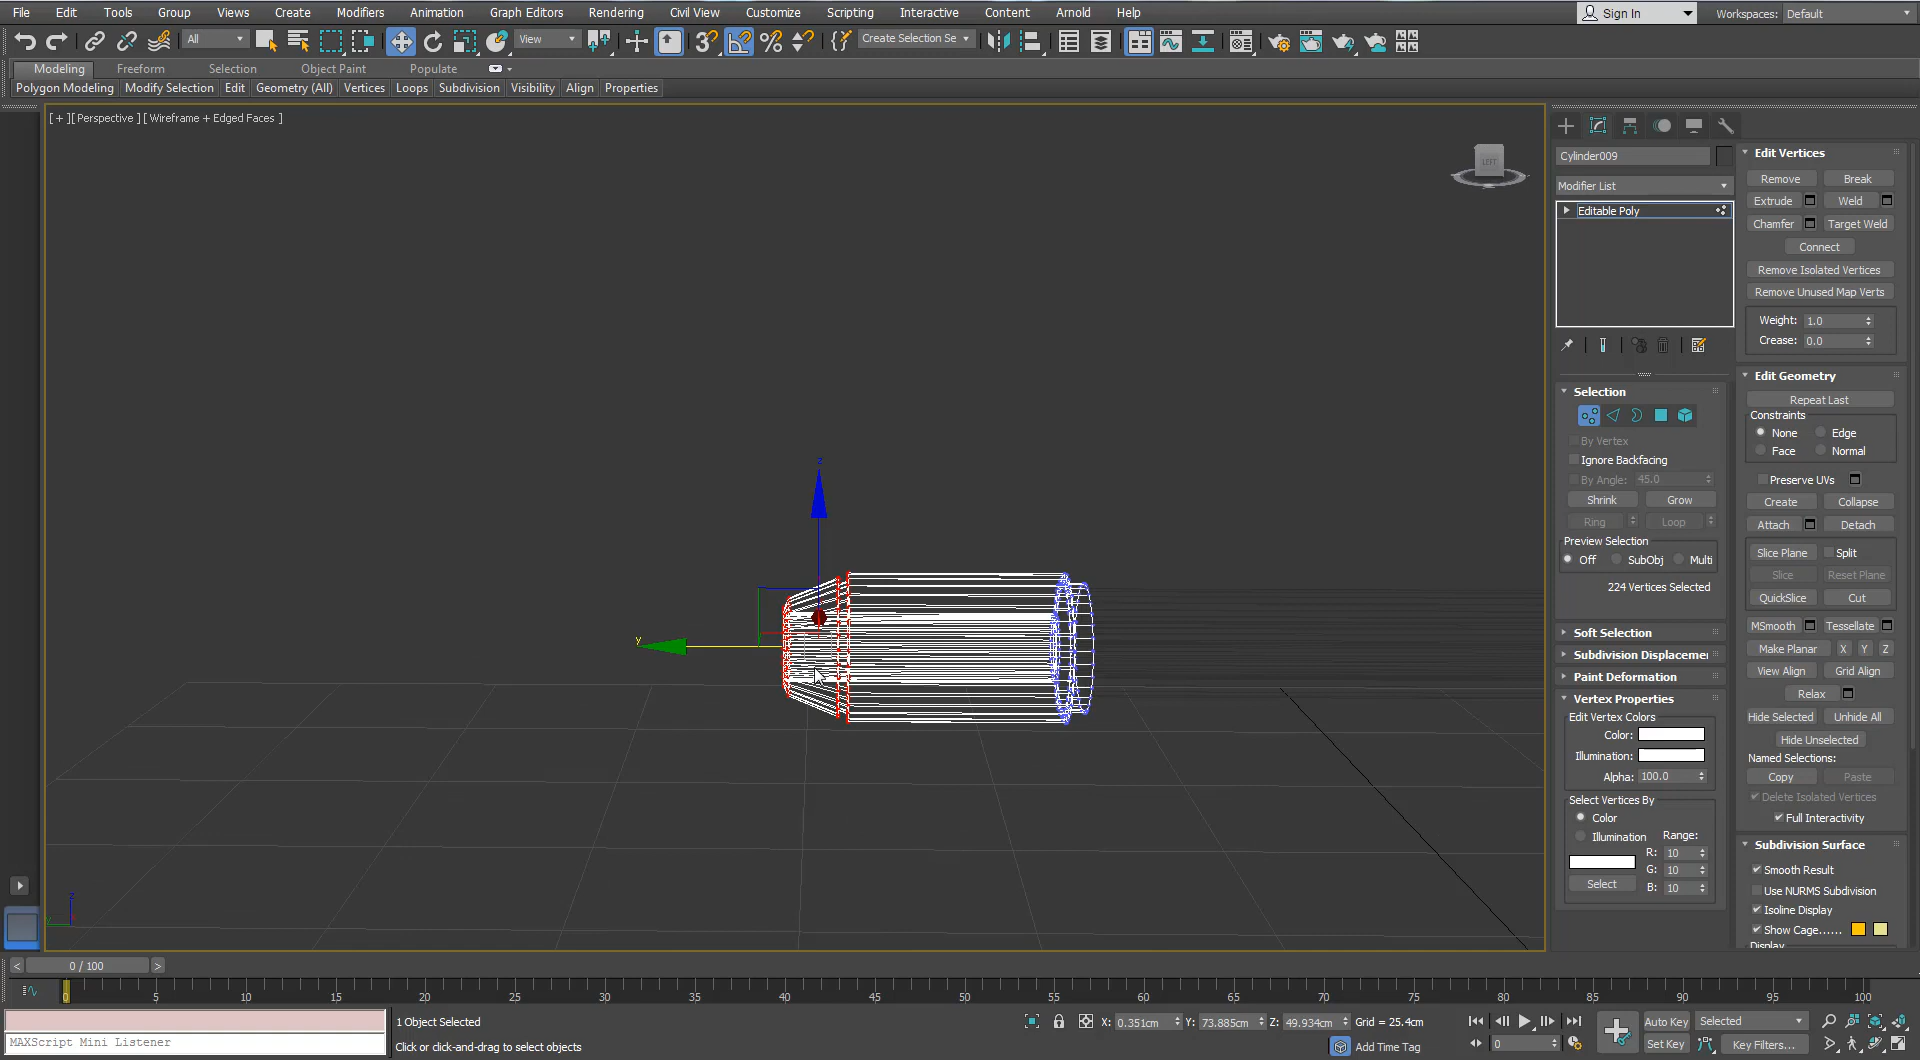 File Edit Tools Group Views Create Modifiers Animation Graph Editors Rendering Civil View Customize Scripting Interactive Content Arnold Help
Sign In Workspaces: Default
All View Create Selection Se
Modeling Freeform Selection Object Paint Populate
Polygon Modeling Modify Selection Edit Geometry (All) Vertices Loops Subdivision Visibility Align Properties
[ + ][ Perspective ] [ Wireframe + Edged Faces ]
LEFT
z
y
z
Cylinder009
Modifier List
Editable Poly
Selection
By Vertex
Ignore Backfacing
By Angle: 45.0
Shrink Grow
Ring Loop
Preview Selection
Off SubObj Multi
224 Vertices Selected
Soft Selection
Subdivision Displacemen
Paint Deformation
Vertex Properties
Edit Vertex Colors
Color:
Illumination:
Alpha: 100.0
Select Vertices By
Color
Illumination Range:
R: 10
G: 10
B: 10
Select
Edit Vertices
Remove Break
Extrude Weld
Chamfer Target Weld
Connect
Remove Isolated Vertices
Remove Unused Map Verts
Weight: 1.0
Crease: 0.0
Edit Geometry
Repeat Last
Constraints
None Edge
Face Normal
Preserve UVs
Create Collapse
Attach Detach
Slice Plane Split
Slice Reset Plane
QuickSlice Cut
MSmooth Tessellate
Make Planar X Y Z
View Align Grid Align
Relax
Hide Selected Unhide All
Hide Unselected
Named Selections:
Copy Paste
Delete Isolated Vertices
Full Interactivity
Subdivision Surface
Smooth Result
Use NURMS Subdivision
Isoline Display
Show Cage......
Display
< 0 / 100 >
0 5 10 15 20 25 30 35 40 45 50 55 60 65 70 75 80 85 90 95 100
1 Object Selected X: 0.351cm Y: 73.885cm Z: 49.934cm Grid = 25.4cm Auto Key Selected
MAXScript Mini Listener Click or click-and-drag to select objects Add Time Tag 0 Set Key Key Filters...